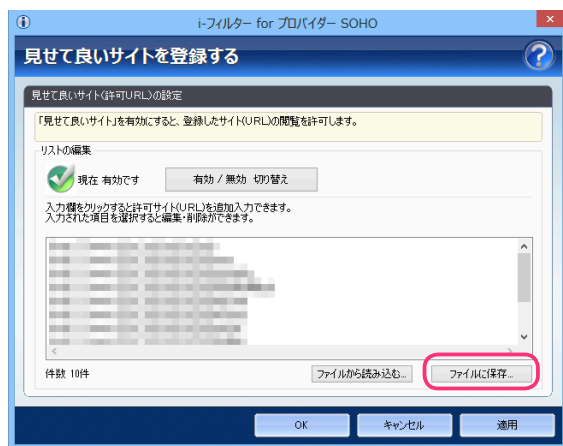 i-フィルター for プロバイダー SOHO
見せて良いサイトを登録する
見せて良いサイト(許可URL)の設定
「見せて良いサイト」を有効にすると、登録したサイト(URL)の閲覧を許可します。
リストの編集
現在 有効です
有効 / 無効 切り替え
入力欄をクリックすると許可サイト(URL)を追加入力できます。
入力された項目を選択すると編集・削除ができます。
件数 10件
ファイルから読み込む...
ファイルに保存...
OK
キャンセル
適用